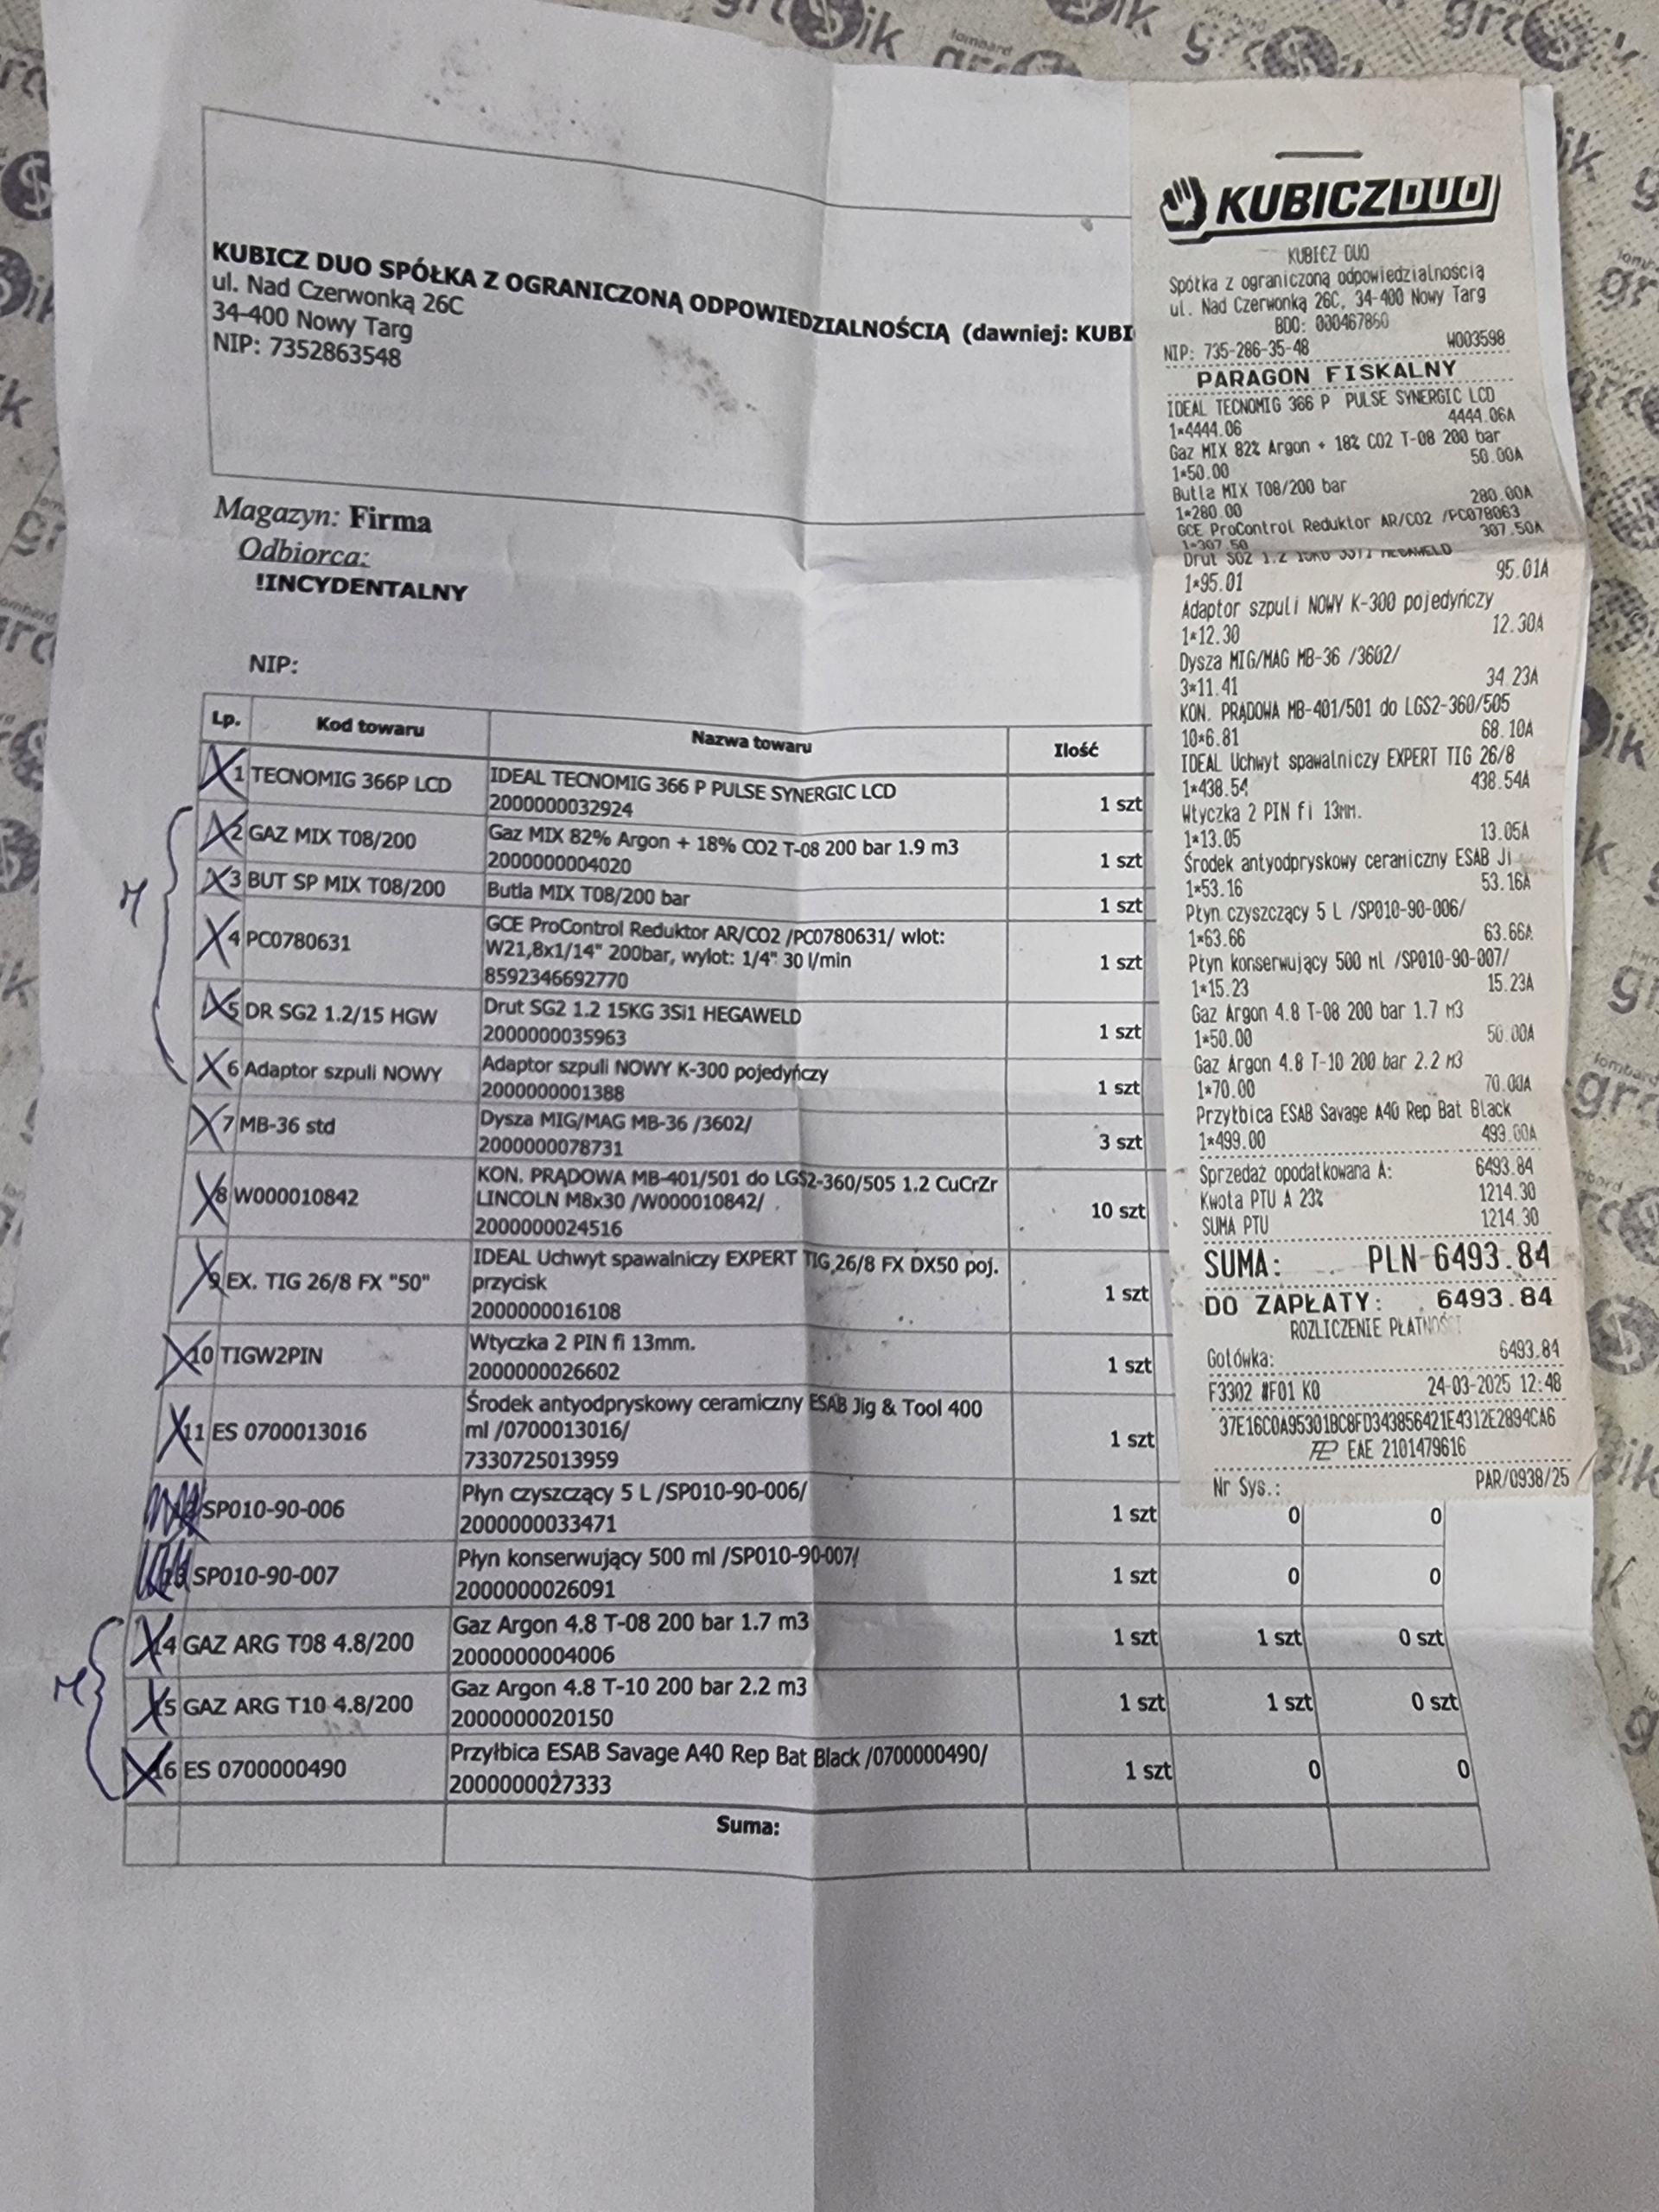 KUBICZ DUO SPÓŁKA Z OGRANICZONĄ ODPOWIEDZIALNOŚCIĄ (dawniej: KUBI
ul. Nad Czerwonką 26C
34-400 Nowy Targ
NIP: 7352863548
Magazyn: Firma
Odbiorca:
!INCYDENTALNY
NIP:
Lp. Kod towaru Nazwa towaru Ilość
1 TECNOMIG 366P LCD IDEAL TECNOMIG 366 P PULSE SYNERGIC LCD
2000000032924 1 szt
2 GAZ MIX T08/200 Gaz MIX 82% Argon + 18% CO2 T-08 200 bar 1.9 m3
2000000004020 1 szt
3 BUT SP MIX T08/200 Butla MIX T08/200 bar 1 szt
4 PC0780631 GCE ProControl Reduktor AR/CO2 /PC0780631/ wlot:
W21,8x1/14" 200bar, wylot: 1/4" 30 l/min
8592346692770 1 szt
5 DR SG2 1.2/15 HGW Drut SG2 1.2 15KG 3Si1 HEGAWELD
2000000035963 1 szt
6 Adaptor szpuli NOWY Adaptor szpuli NOWY K-300 pojedyńczy
2000000001388 1 szt
7 MB-36 std Dysza MIG/MAG MB-36 /3602/
2000000078731 3 szt
8 W000010842 KON. PRĄDOWA MB-401/501 do LGS2-360/505 1.2 CuCrZr
LINCOLN M8x30 /W000010842/
2000000024516 10 szt
9 EX. TIG 26/8 FX "50" IDEAL Uchwyt spawalniczy EXPERT TIG 26/8 FX DX50 poj.
przycisk
2000000016108 1 szt
10 TIGW2PIN Wtyczka 2 PIN fi 13mm.
2000000026602 1 szt
11 ES 0700013016 Środek antyodpryskowy ceramiczny ESAB Jig & Tool 400
ml /0700013016/
7330725013959 1 szt
12 SP010-90-006 Płyn czyszczący 5 L /SP010-90-006/
2000000033471 1 szt 0 0
13 SP010-90-007 Płyn konserwujący 500 ml /SP010-90-007/
2000000026091 1 szt 0 0
14 GAZ ARG T08 4.8/200 Gaz Argon 4.8 T-08 200 bar 1.7 m3
2000000004006 1 szt 1 szt 0 szt
15 GAZ ARG T10 4.8/200 Gaz Argon 4.8 T-10 200 bar 2.2 m3
2000000020150 1 szt 1 szt 0 szt
16 ES 0700000490 Przyłbica ESAB Savage A40 Rep Bat Black /0700000490/
2000000027333 1 szt 0 0
Suma:
KUBICZDUO
KUBICZ DUO
Spółka z ograniczoną odpowiedzialnością
ul. Nad Czerwonką 26C, 34-400 Nowy Targ
BDO: 000467860
NIP: 735-286-35-48 W003598
PARAGON FISKALNY
IDEAL TECNOMIG 366 P PULSE SYNERGIC LCD
1*4444.06 4444.06A
Gaz MIX 82% Argon + 18% CO2 T-08 200 bar
1*50.00 50.00A
Butla MIX T08/200 bar
1*280.00 280.00A
GCE ProControl Reduktor AR/CO2 /PC078063
1*307.50 307.50A
Drut SG2 1.2 15KG 3Si1 HEGAWELD
1*95.01 95.01A
Adaptor szpuli NOWY K-300 pojedyńczy
1*12.30 12.30A
Dysza MIG/MAG MB-36 /3602/
3*11.41 34.23A
KON. PRĄDOWA MB-401/501 do LGS2-360/505
10*6.81 68.10A
IDEAL Uchwyt spawalniczy EXPERT TIG 26/8
1*438.54 438.54A
Wtyczka 2 PIN fi 13mm.
1*13.05 13.05A
Środek antyodpryskowy ceramiczny ESAB Ji
1*53.16 53.16A
Płyn czyszczący 5 L /SP010-90-006/
1*63.66 63.66A
Płyn konserwujący 500 ml /SP010-90-007/
1*15.23 15.23A
Gaz Argon 4.8 T-08 200 bar 1.7 m3
1*50.00 50.00A
Gaz Argon 4.8 T-10 200 bar 2.2 m3
1*70.00 70.00A
Przyłbica ESAB Savage A40 Rep Bat Black
1*499.00 499.00A
Sprzedaż opodatkowana A: 6493.84
Kwota PTU A 23% 1214.30
SUMA PTU 1214.30
SUMA: PLN 6493.84
DO ZAPŁATY: 6493.84
ROZLICZENIE PŁATNOŚCI
Gotówka: 6493.84
F3302 #F01 K0 24-03-2025 12:48
37E16C0A95301BC8FD343856421E4312E2894CA6
EAE 2101479616
Nr Sys.: PAR/0938/25